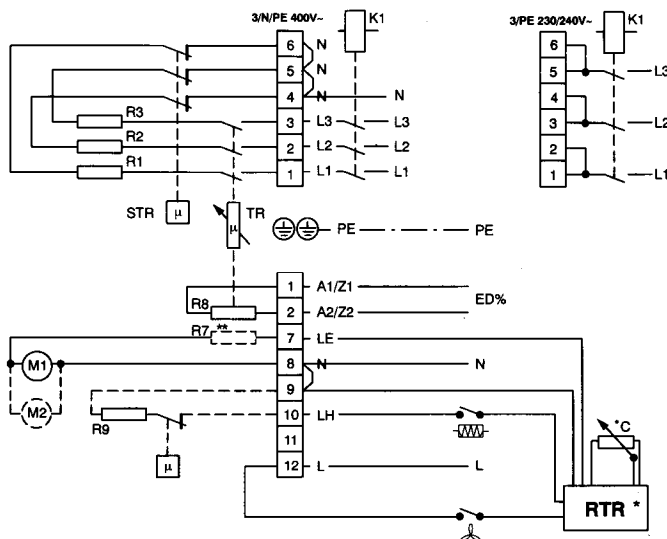 3/N/PE 400V~ K1 3/PE 230/240V~ K1
6 N 6
5 N 5 L3
4 N N 4
R3 3 L3 L3 3 L2
R2 2 L2 L2 2
R1 1 L1 L1 1 L1
STR µ µ TR PE PE
1 A1/Z1
ED%
R8 2 A2/Z2
R7 ** 7 LE
M1 8 N N
9
M2 10 LH °C
R9
11
µ 12 L L
RTR *